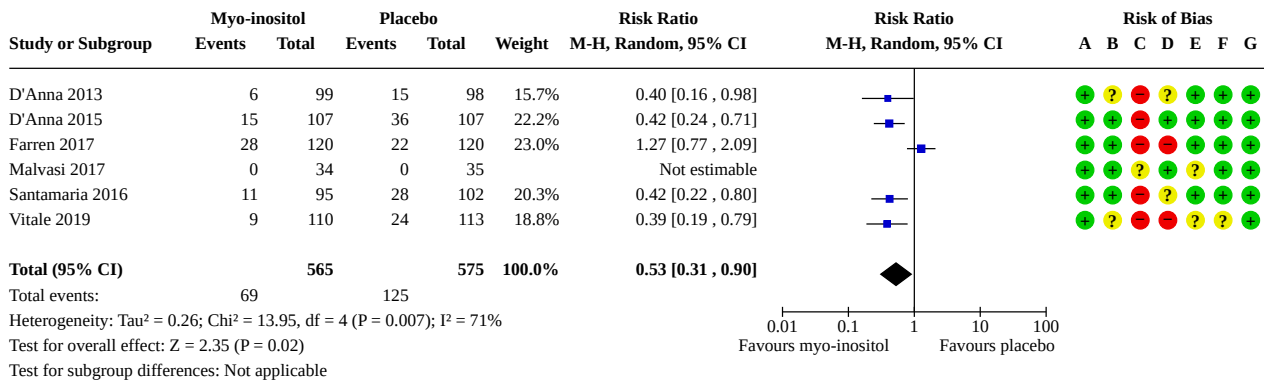 Myo-inositol Placebo Risk Ratio Risk Ratio Risk of Bias
Study or Subgroup Events Total Events Total Weight M-H, Random, 95% CI M-H, Random, 95% CI A B C D E F G
D'Anna 2013 6 99 15 98 15.7% 0.40 [0.16 , 0.98] + ? − ? + + +
D'Anna 2015 15 107 36 107 22.2% 0.42 [0.24 , 0.71] + + − + + + +
Farren 2017 28 120 22 120 23.0% 1.27 [0.77 , 2.09] + + − − + + +
Malvasi 2017 0 34 0 35 Not estimable + + ? + ? + +
Santamaria 2016 11 95 28 102 20.3% 0.42 [0.22 , 0.80] + + − ? + + +
Vitale 2019 9 110 24 113 18.8% 0.39 [0.19 , 0.79] + ? − − ? ? +
Total (95% CI) 565 575 100.0% 0.53 [0.31 , 0.90]
Total events: 69 125
Heterogeneity: Tau² = 0.26; Chi² = 13.95, df = 4 (P = 0.007); I² = 71%
0.01 0.1 1 10 100
Test for overall effect: Z = 2.35 (P = 0.02) Favours myo-inositol Favours placebo
Test for subgroup differences: Not applicable